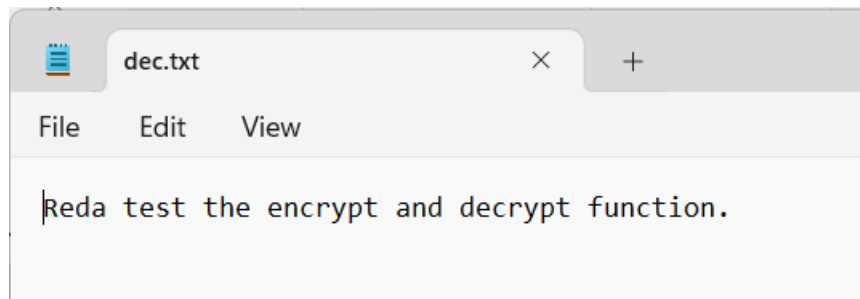 dec.txt
File Edit View
Reda test the encrypt and decrypt function.